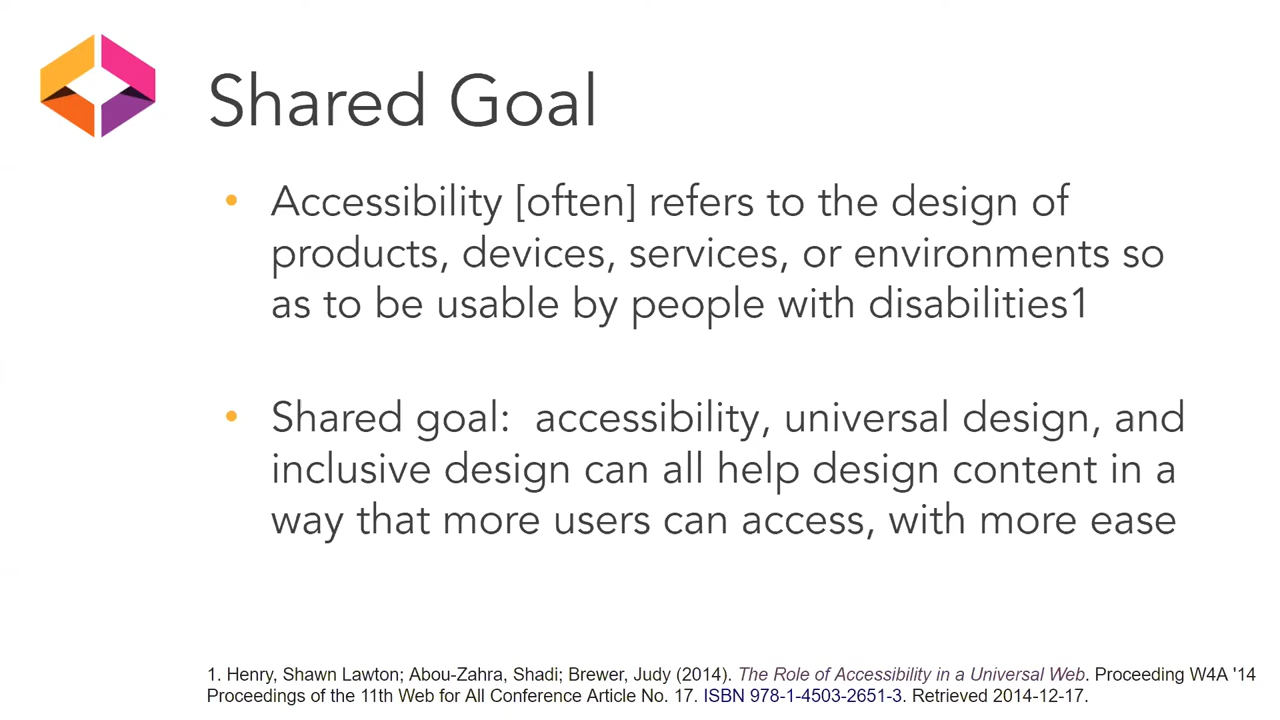 Shared Goal
• Accessibility [often] refers to the design of
products, devices, services, or environments so
as to be usable by people with disabilities1
• Shared goal:  accessibility, universal design, and
inclusive design can all help design content in a
way that more users can access, with more ease
1. Henry, Shawn Lawton; Abou-Zahra, Shadi; Brewer, Judy (2014). The Role of Accessibility in a Universal Web. Proceeding W4A '14
Proceedings of the 11th Web for All Conference Article No. 17. ISBN 978-1-4503-2651-3. Retrieved 2014-12-17.